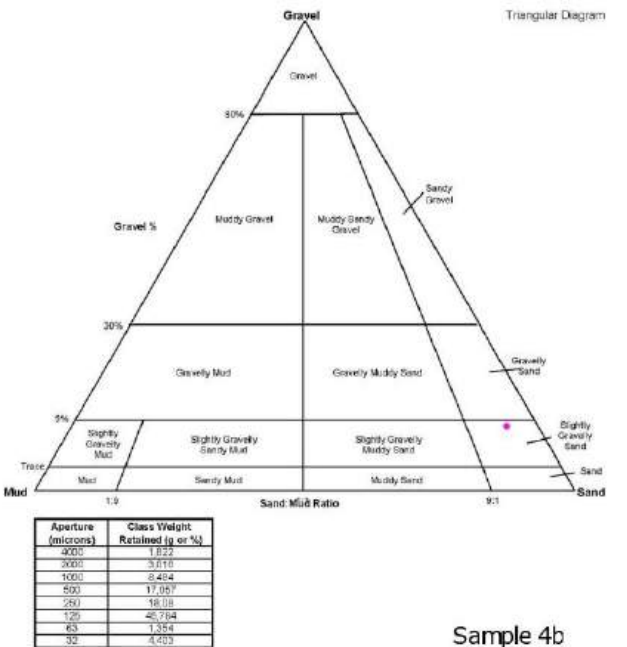 Gravel
Triangular Diagram
Gravel
80%
Sandy
Gravel
Muddy Gravel
Muddy Sandy
Gravel
Gravel %
30%
Gravelly Mud
Gravelly Muddy Sand
Gravelly
Sand
5%
Slightly
Gravelly
Mud
Slightly Gravelly
Sandy Mud
Slightly Gravelly
Muddy Sand
Slightly
Gravelly
Sand
Trace
Mud
Sandy Mud
Muddy Sand
Sand
Mud
1:9
Sand:Mud Ratio
9:1
Sand
Aperture
(microns)
Class Weight
Retained (g or %)
4000 1,822
2000 3,010
1000 8,484
500 17,057
250 18,08
125 45,764
63 1,354
32 4,403
Sample 4b